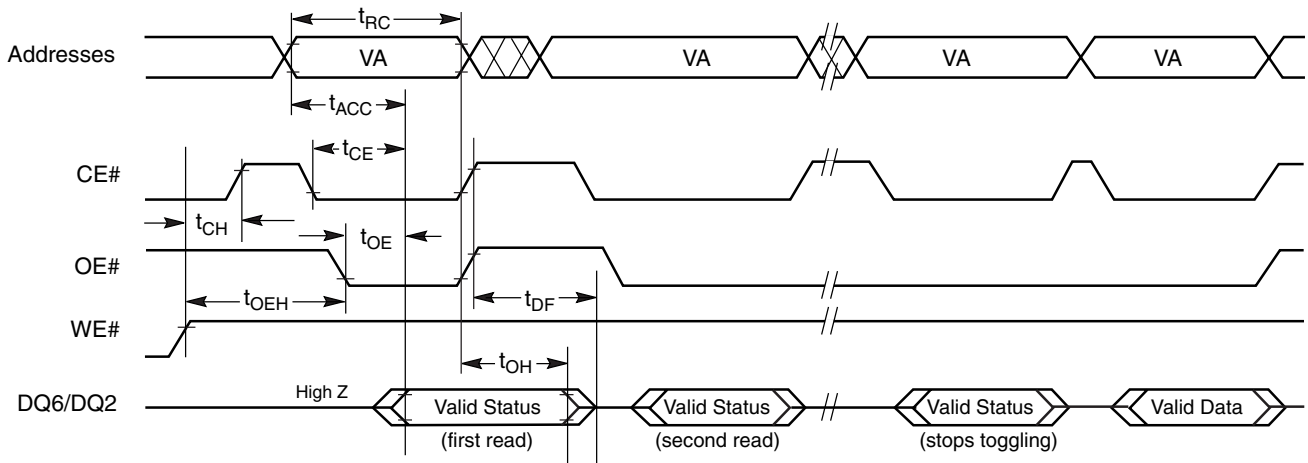 tRC
Addresses VA VA VA VA
tACC
tCE
CE#
tCH
tOE
OE#
tOEH
tDF
WE#
tOH
High Z
DQ6/DQ2 Valid Status Valid Status Valid Status Valid Data
(first read) (second read) (stops toggling)